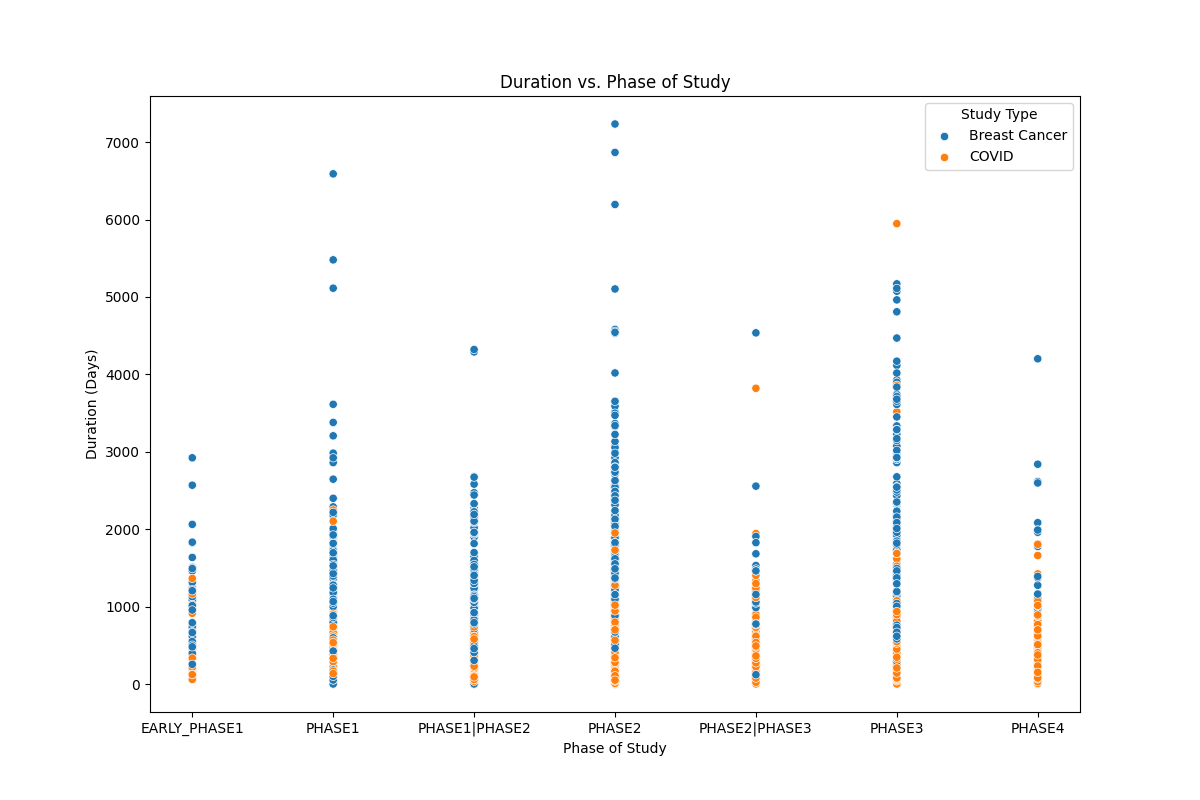 Duration vs. Phase of Study
Study Type
Breast Cancer
COVID
Duration (Days)
7000
6000
5000
4000
3000
2000
1000
0
EARLY_PHASE1 PHASE1 PHASE1|PHASE2 PHASE2 PHASE2|PHASE3 PHASE3 PHASE4
Phase of Study